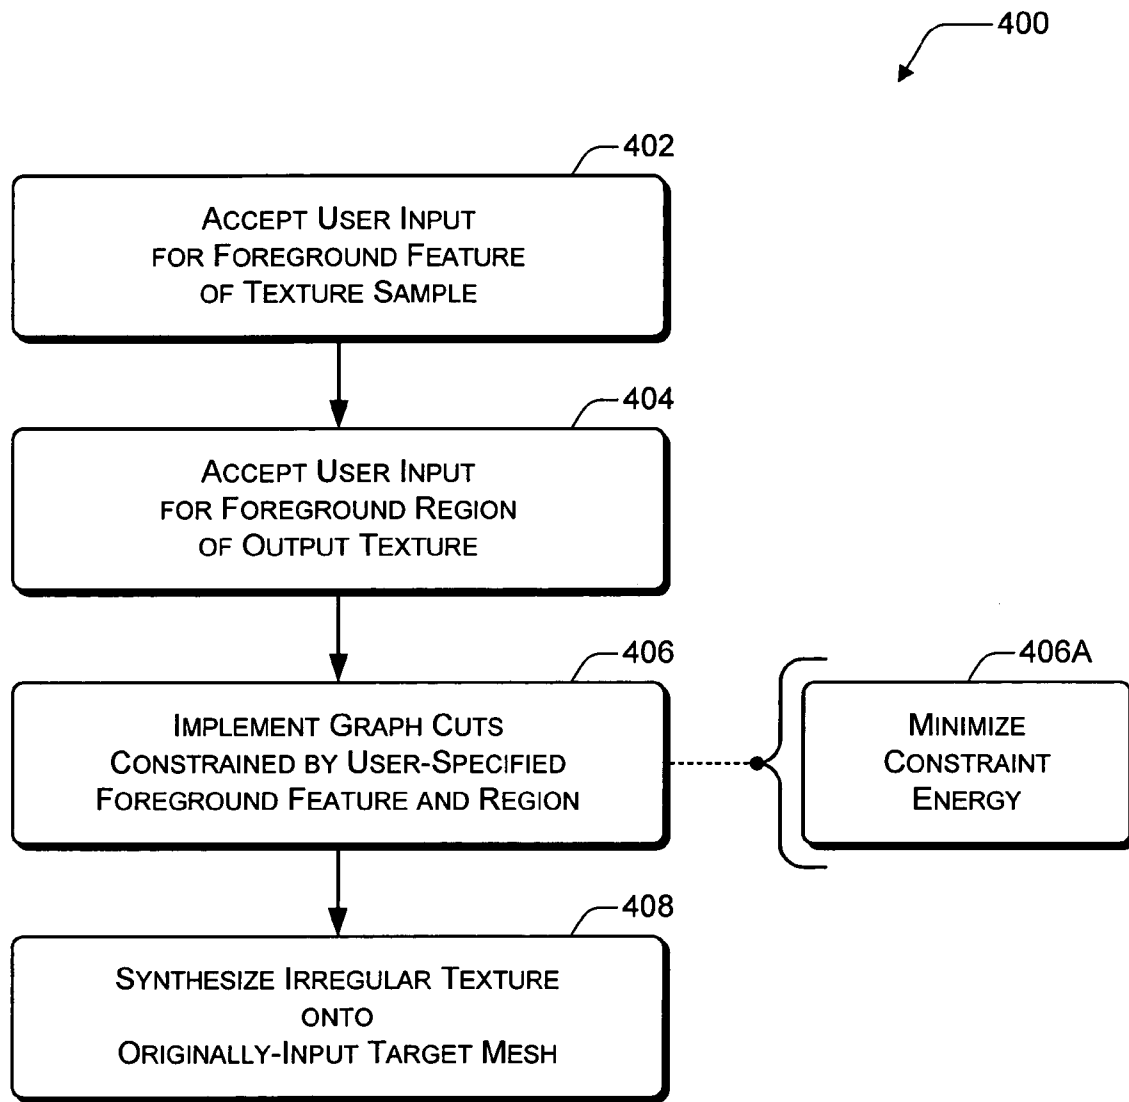 400
402
ACCEPT USER INPUT
FOR FOREGROUND FEATURE
OF TEXTURE SAMPLE
404
ACCEPT USER INPUT
FOR FOREGROUND REGION
OF OUTPUT TEXTURE
406
IMPLEMENT GRAPH CUTS
CONSTRAINED BY USER-SPECIFIED
FOREGROUND FEATURE AND REGION
406A
MINIMIZE
CONSTRAINT
ENERGY
408
SYNTHESIZE IRREGULAR TEXTURE
ONTO
ORIGINALLY-INPUT TARGET MESH